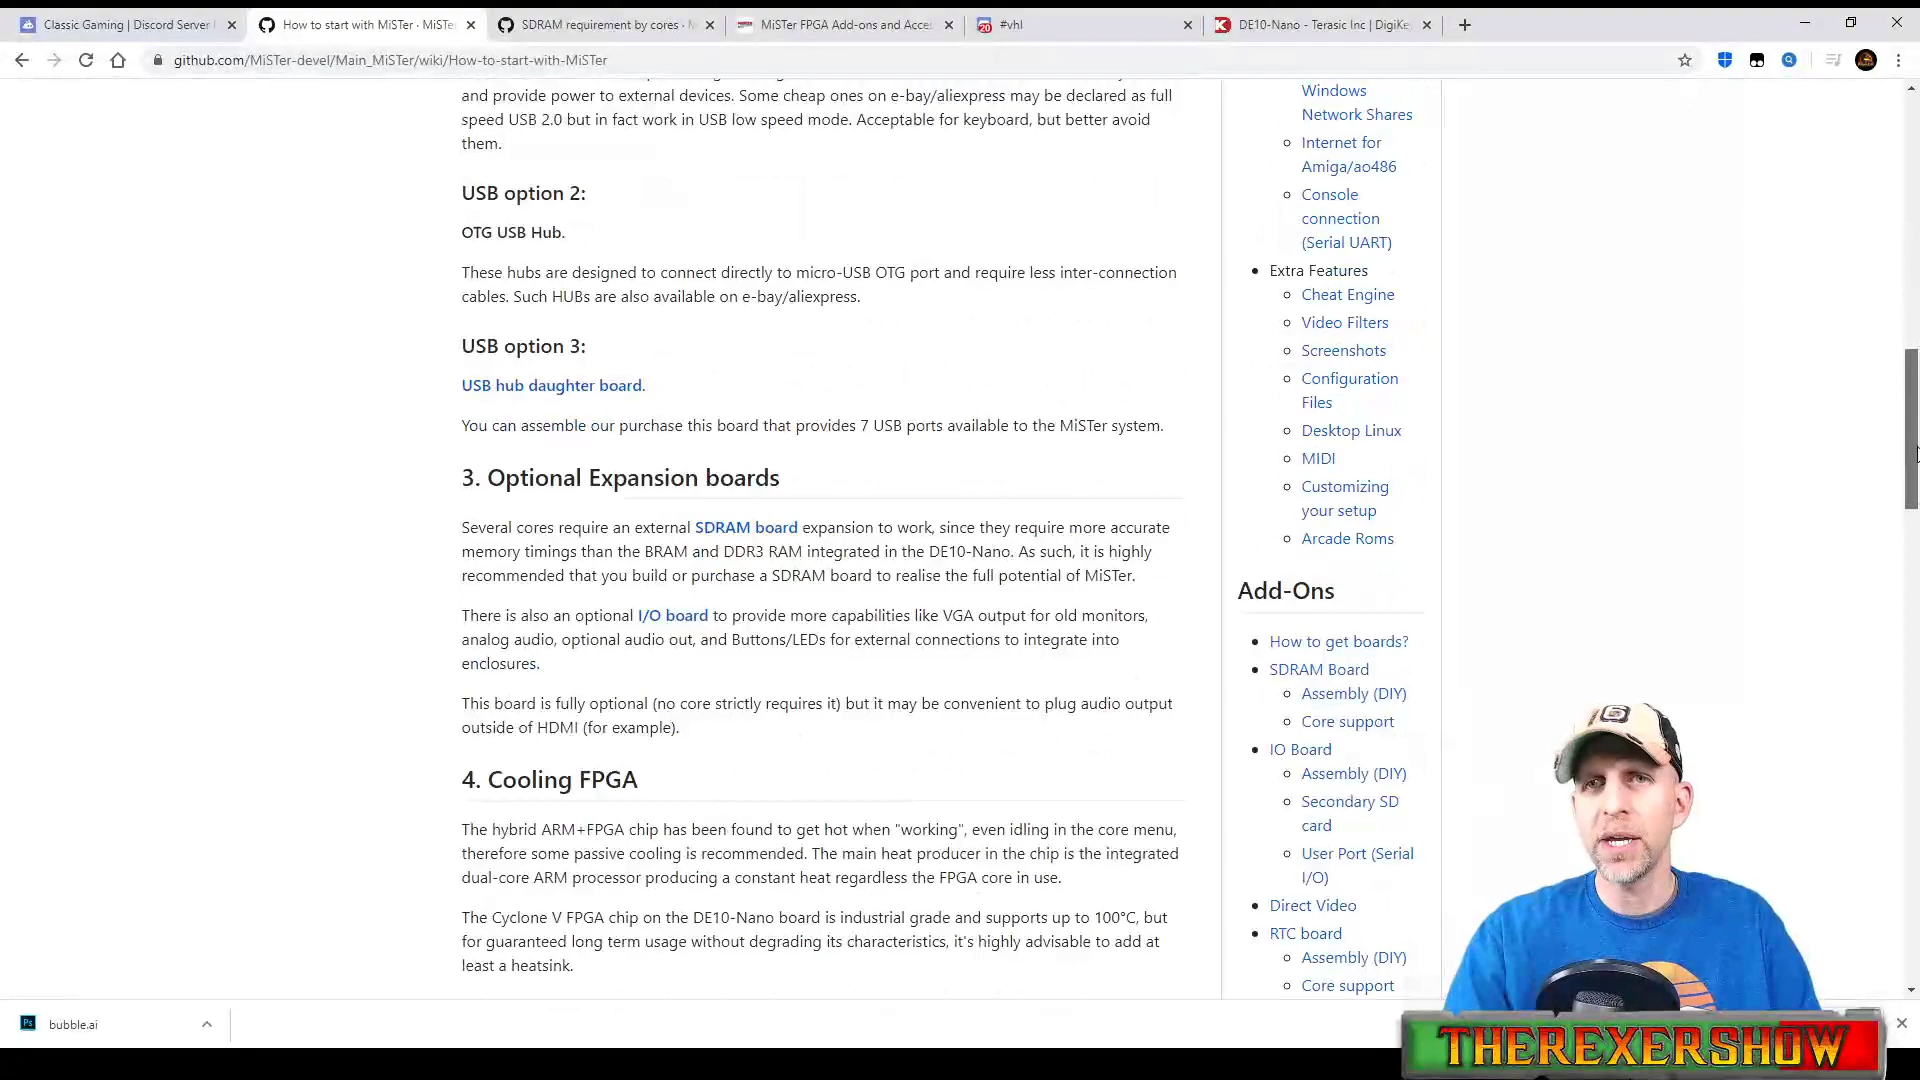 Classic Gaming | Discord Server
How to start with MiSTer · MiSTe
SDRAM requirement by cores · M
MiSTer FPGA Add-ons and Acces
#vhl
DE10-Nano - Terasic Inc | DigiKe
20
github.com/MiSTer-devel/Main_MiSTer/wiki/How-to-start-with-MiSTer
and provide power to external devices. Some cheap ones on e-bay/aliexpress may be declared as full
speed USB 2.0 but in fact work in USB low speed mode. Acceptable for keyboard, but better avoid
them.
USB option 2:
OTG USB Hub.
These hubs are designed to connect directly to micro-USB OTG port and require less inter-connection
cables. Such HUBs are also available on e-bay/aliexpress.
USB option 3:
USB hub daughter board.
You can assemble our purchase this board that provides 7 USB ports available to the MiSTer system.
3. Optional Expansion boards
Several cores require an external SDRAM board expansion to work, since they require more accurate
memory timings than the BRAM and DDR3 RAM integrated in the DE10-Nano. As such, it is highly
recommended that you build or purchase a SDRAM board to realise the full potential of MiSTer.
There is also an optional I/O board to provide more capabilities like VGA output for old monitors,
analog audio, optional audio out, and Buttons/LEDs for external connections to integrate into
enclosures.
This board is fully optional (no core strictly requires it) but it may be convenient to plug audio output
outside of HDMI (for example).
4. Cooling FPGA
The hybrid ARM+FPGA chip has been found to get hot when "working", even idling in the core menu,
therefore some passive cooling is recommended. The main heat producer in the chip is the integrated
dual-core ARM processor producing a constant heat regardless the FPGA core in use.
The Cyclone V FPGA chip on the DE10-Nano board is industrial grade and supports up to 100°C, but
for guaranteed long term usage without degrading its characteristics, it's highly advisable to add at
least a heatsink.
Windows
Network Shares
Internet for
Amiga/ao486
Console
connection
(Serial UART)
Extra Features
Cheat Engine
Video Filters
Screenshots
Configuration
Files
Desktop Linux
MIDI
Customizing
your setup
Arcade Roms
Add-Ons
How to get boards?
SDRAM Board
Assembly (DIY)
Core support
IO Board
Assembly (DIY)
Secondary SD
card
User Port (Serial
I/O)
Direct Video
RTC board
Assembly (DIY)
Core support
Ps
bubble.ai
THEREXERSHOW